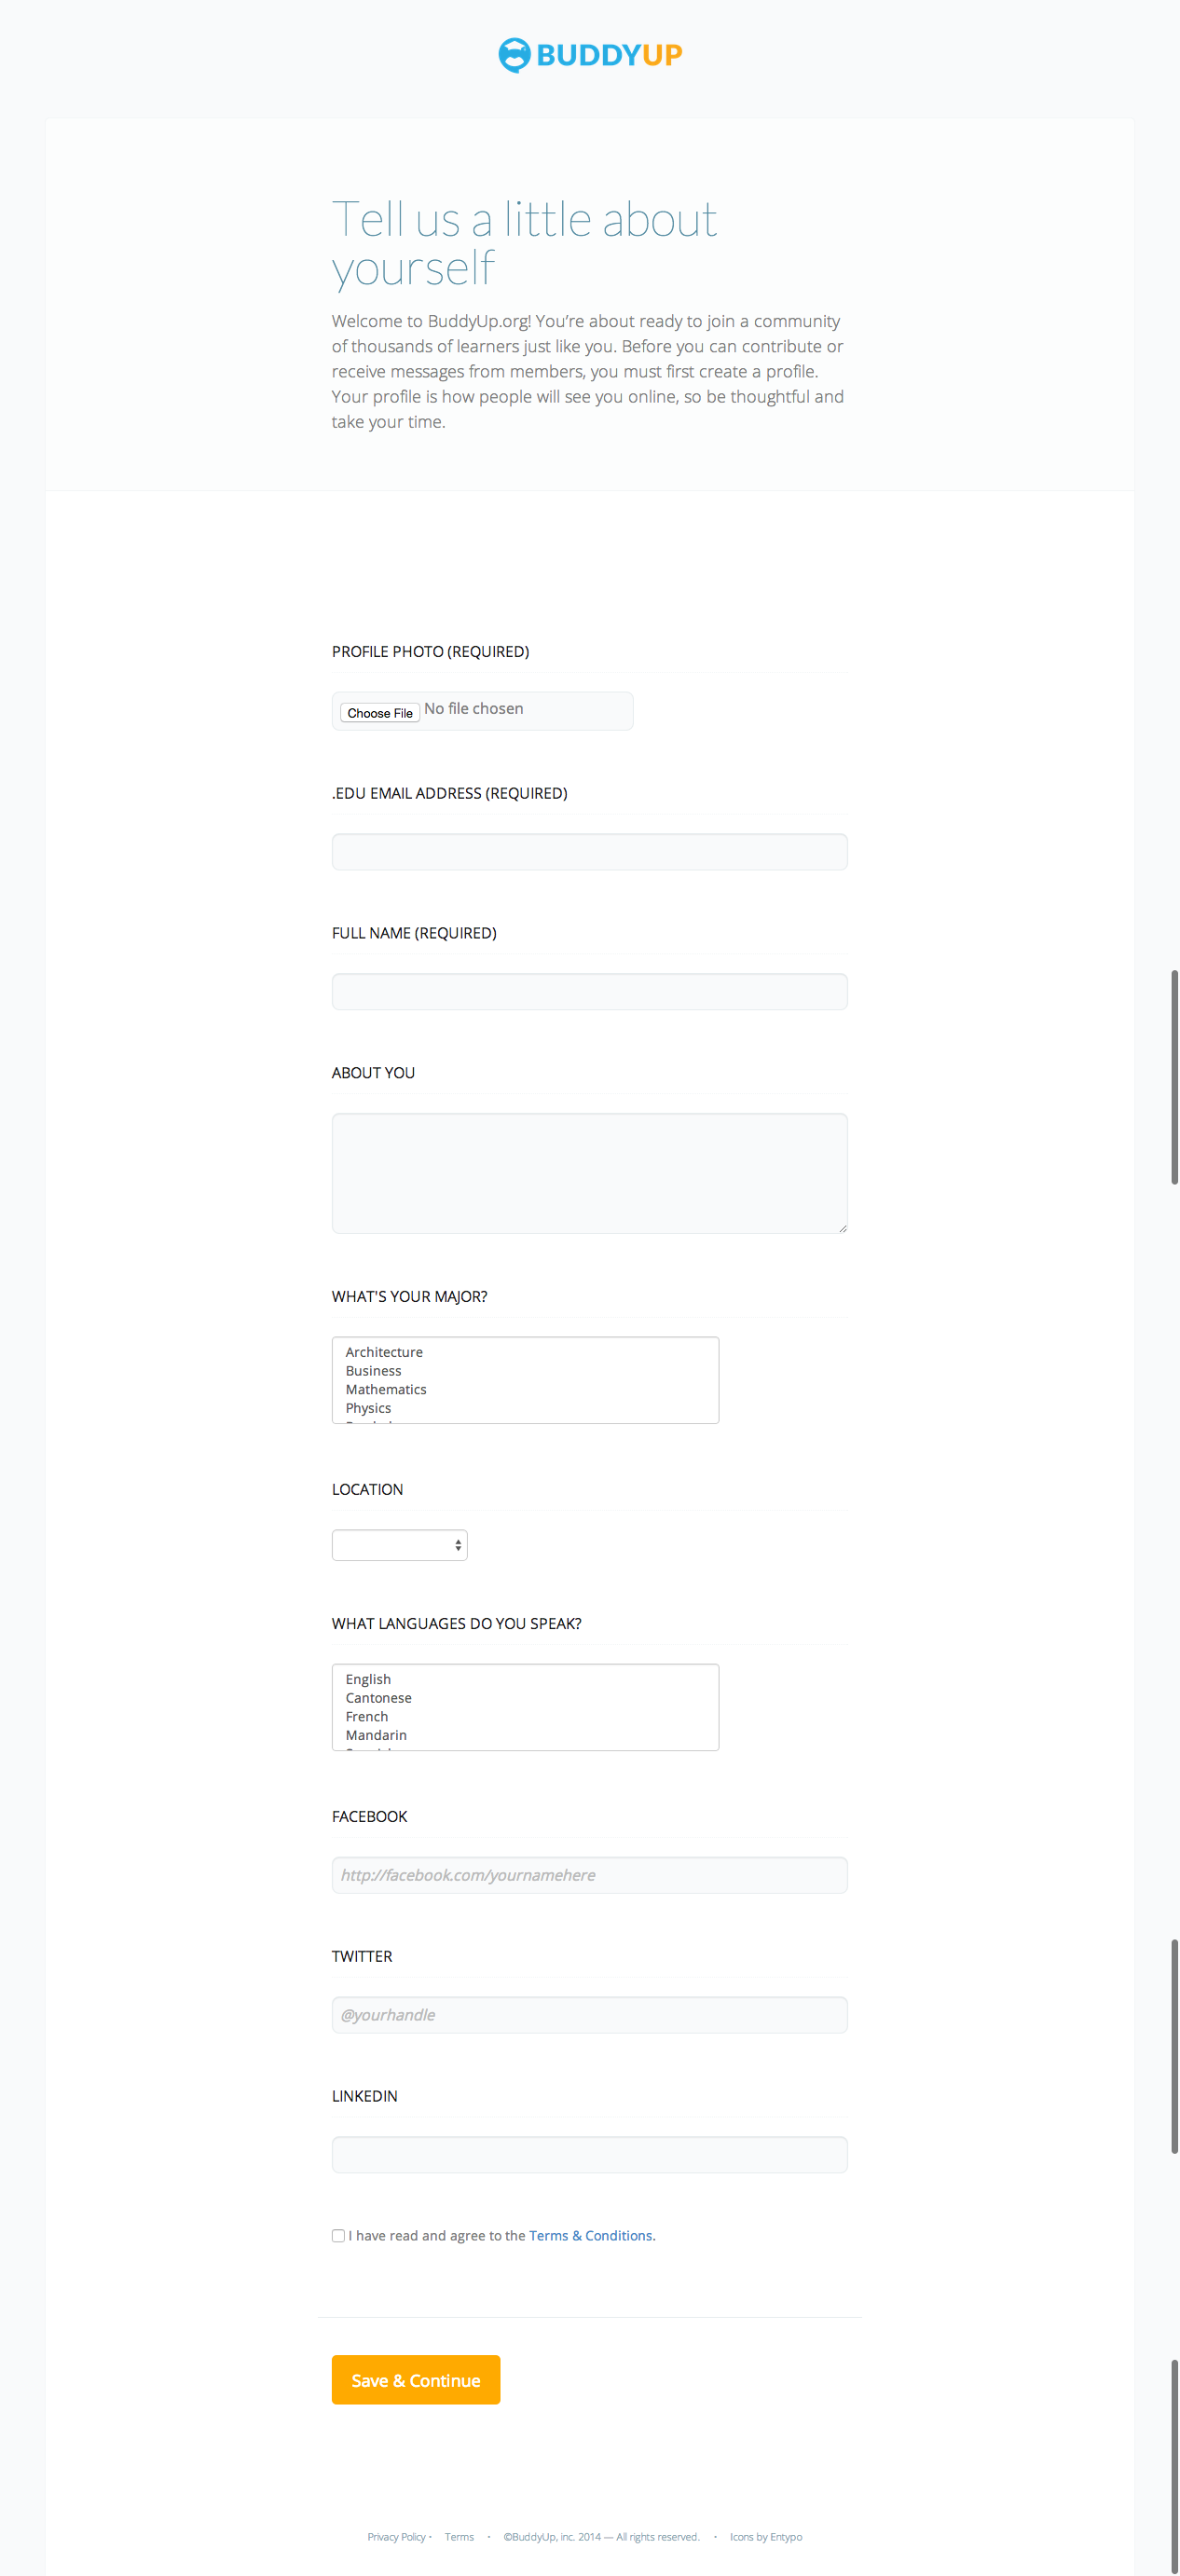 BUDDYUP
Tell us a little about
yourself
Welcome to BuddyUp.org! You’re about ready to join a community
of thousands of learners just like you. Before you can contribute or
receive messages from members, you must first create a profile.
Your profile is how people will see you online, so be thoughtful and
take your time.
PROFILE PHOTO (REQUIRED)
Choose File No file chosen
.EDU EMAIL ADDRESS (REQUIRED)
FULL NAME (REQUIRED)
ABOUT YOU
WHAT'S YOUR MAJOR?
Architecture
Business
Mathematics
Physics
LOCATION
WHAT LANGUAGES DO YOU SPEAK?
English
Cantonese
French
Mandarin
FACEBOOK
http://facebook.com/yournamehere
TWITTER
@yourhandle
LINKEDIN
I have read and agree to the Terms & Conditions.
Save & Continue
Privacy Policy • Terms • ©BuddyUp, inc. 2014 — All rights reserved. • Icons by Entypo